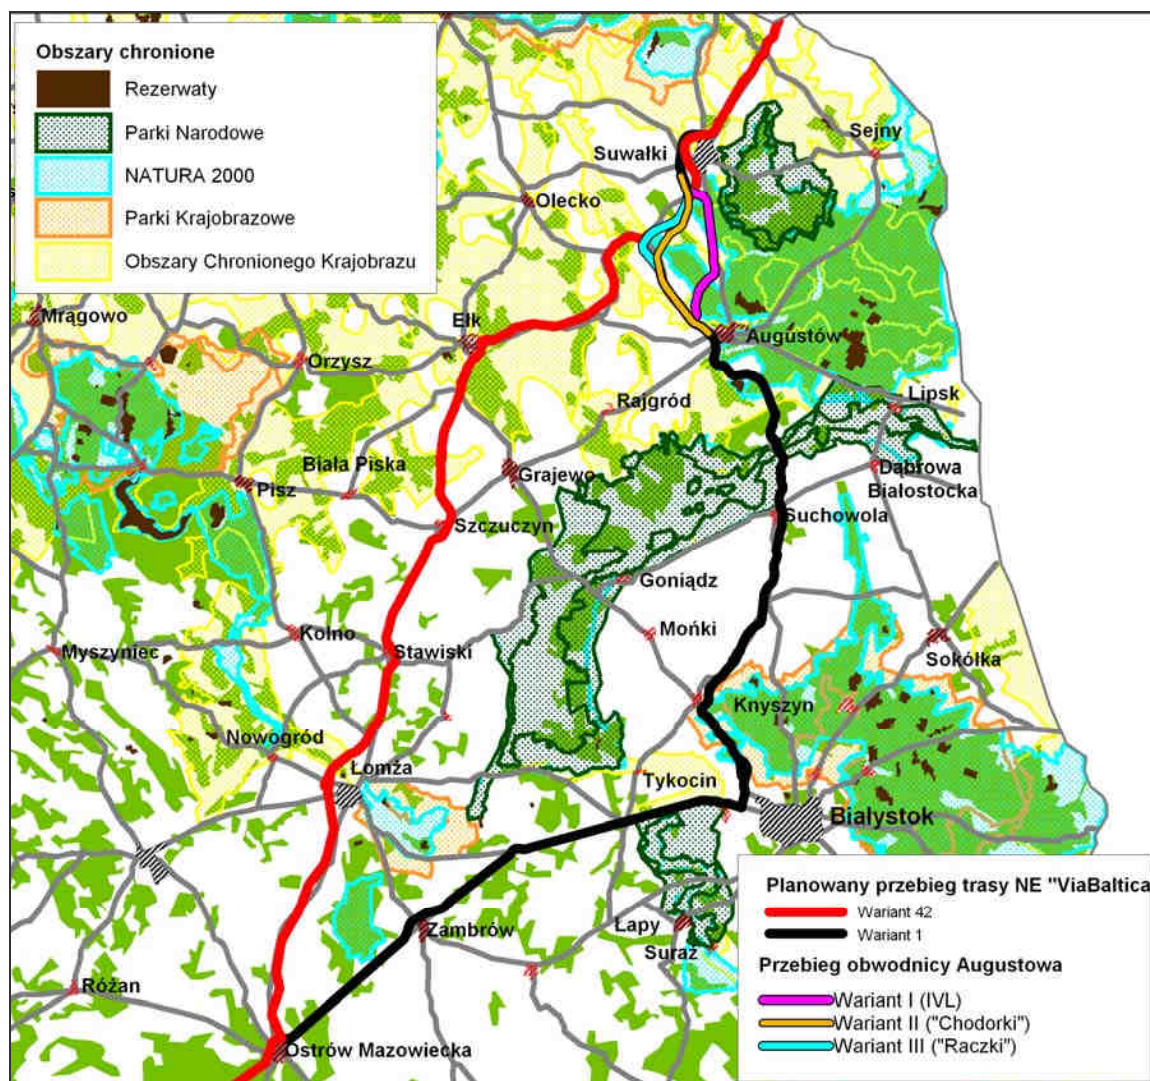 Obszary chronione
Rezerwaty
Parki Narodowe
NATURA 2000
Parki Krajobrazowe
Obszary Chronionego Krajobrazu
Sejny
Suwałki
Olecko
Mrągowo
Ełk
Augustów
Orzysz
Rajgród
Lipsk
Biała Piska
Grajewo
Dąbrowa
Białostocka
Pisz
Szczuczyn
Suchowola
Goniądz
Kolno
Mońki
Myszyniec
Stawiski
Sokółka
Knyszyn
Nowogród
Łomża
Tykocin
Białystok
Zambrów
Łapy
Suraż
Różan
Ostrów Mazowiecka
Planowany przebieg trasy NE "ViaBaltica
Wariant 42
Wariant 1
Przebieg obwodnicy Augustowa
Wariant I (IVL)
Wariant II ("Chodorki")
Wariant III ("Raczki")